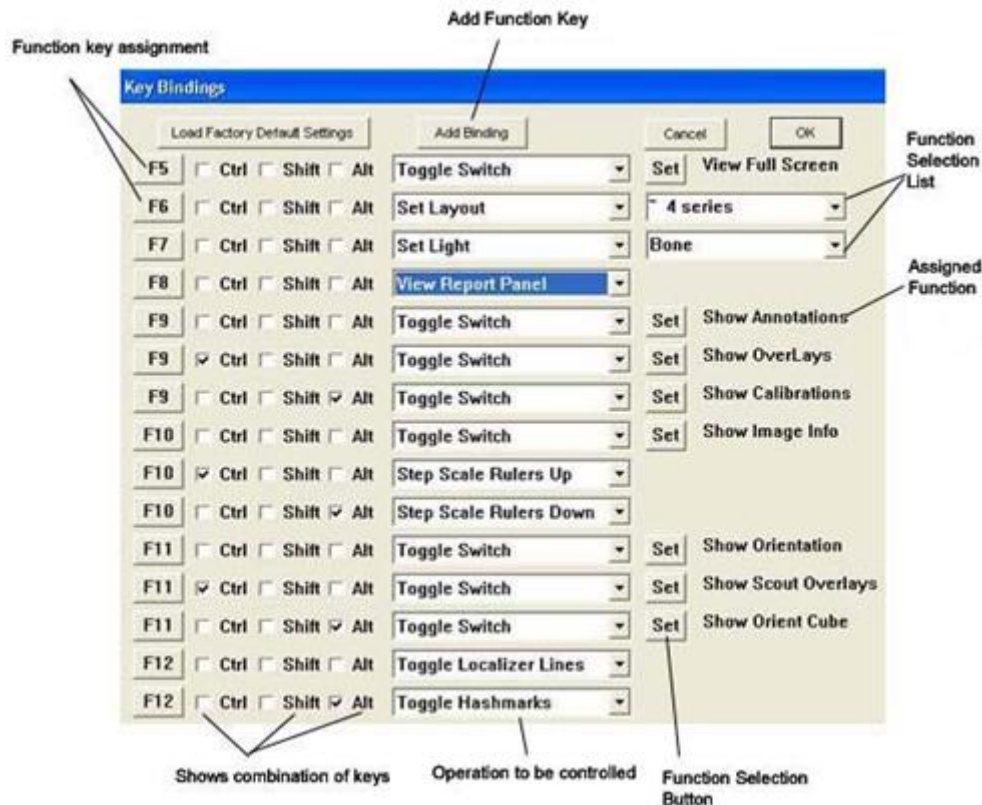 Add Function Key
Function key assignment
Key Bindings
Load Factory Default Settings Add Binding Cancel OK
Function
Selection
List
F5 Ctrl Shift Alt Toggle Switch Set View Full Screen
F6 Ctrl Shift Alt Set Layout 4 series
F7 Ctrl Shift Alt Set Light Bone
F8 Ctrl Shift Alt View Report Panel
Assigned
Function
F9 Ctrl Shift Alt Toggle Switch Set Show Annotations
F9 Ctrl Shift Alt Toggle Switch Set Show OverLays
F9 Ctrl Shift Alt Toggle Switch Set Show Calibrations
F10 Ctrl Shift Alt Toggle Switch Set Show Image Info
F10 Ctrl Shift Alt Step Scale Rulers Up
F10 Ctrl Shift Alt Step Scale Rulers Down
F11 Ctrl Shift Alt Toggle Switch Set Show Orientation
F11 Ctrl Shift Alt Toggle Switch Set Show Scout Overlays
F11 Ctrl Shift Alt Toggle Switch Set Show Orient Cube
F12 Ctrl Shift Alt Toggle Localizer Lines
F12 Ctrl Shift Alt Toggle Hashmarks
Shows combination of keys
Operation to be controlled
Function Selection
Button